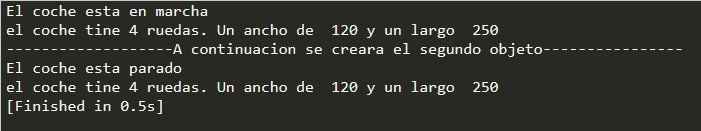 El coche esta en marcha
el coche tine 4 ruedas. Un ancho de  120 y un largo  250
-------------------A continuacion se creara el segundo objeto----------------
El coche esta parado
el coche tine 4 ruedas. Un ancho de  120 y un largo  250
[Finished in 0.5s]